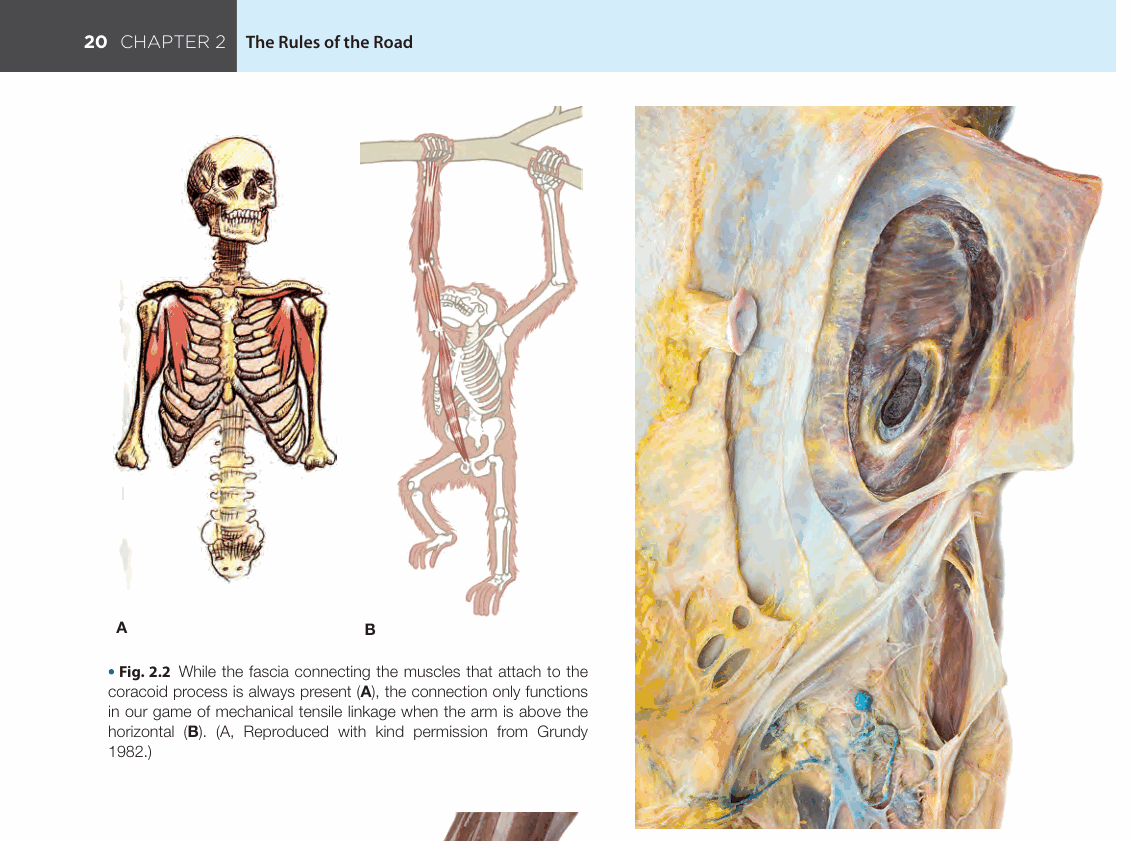 20 CHAPTER 2 The Rules of the Road
A
B
• Fig. 2.2 While the fascia connecting the muscles that attach to the
coracoid process is always present (A), the connection only functions
in our game of mechanical tensile linkage when the arm is above the
horizontal (B). (A, Reproduced with kind permission from Grundy
1982.)